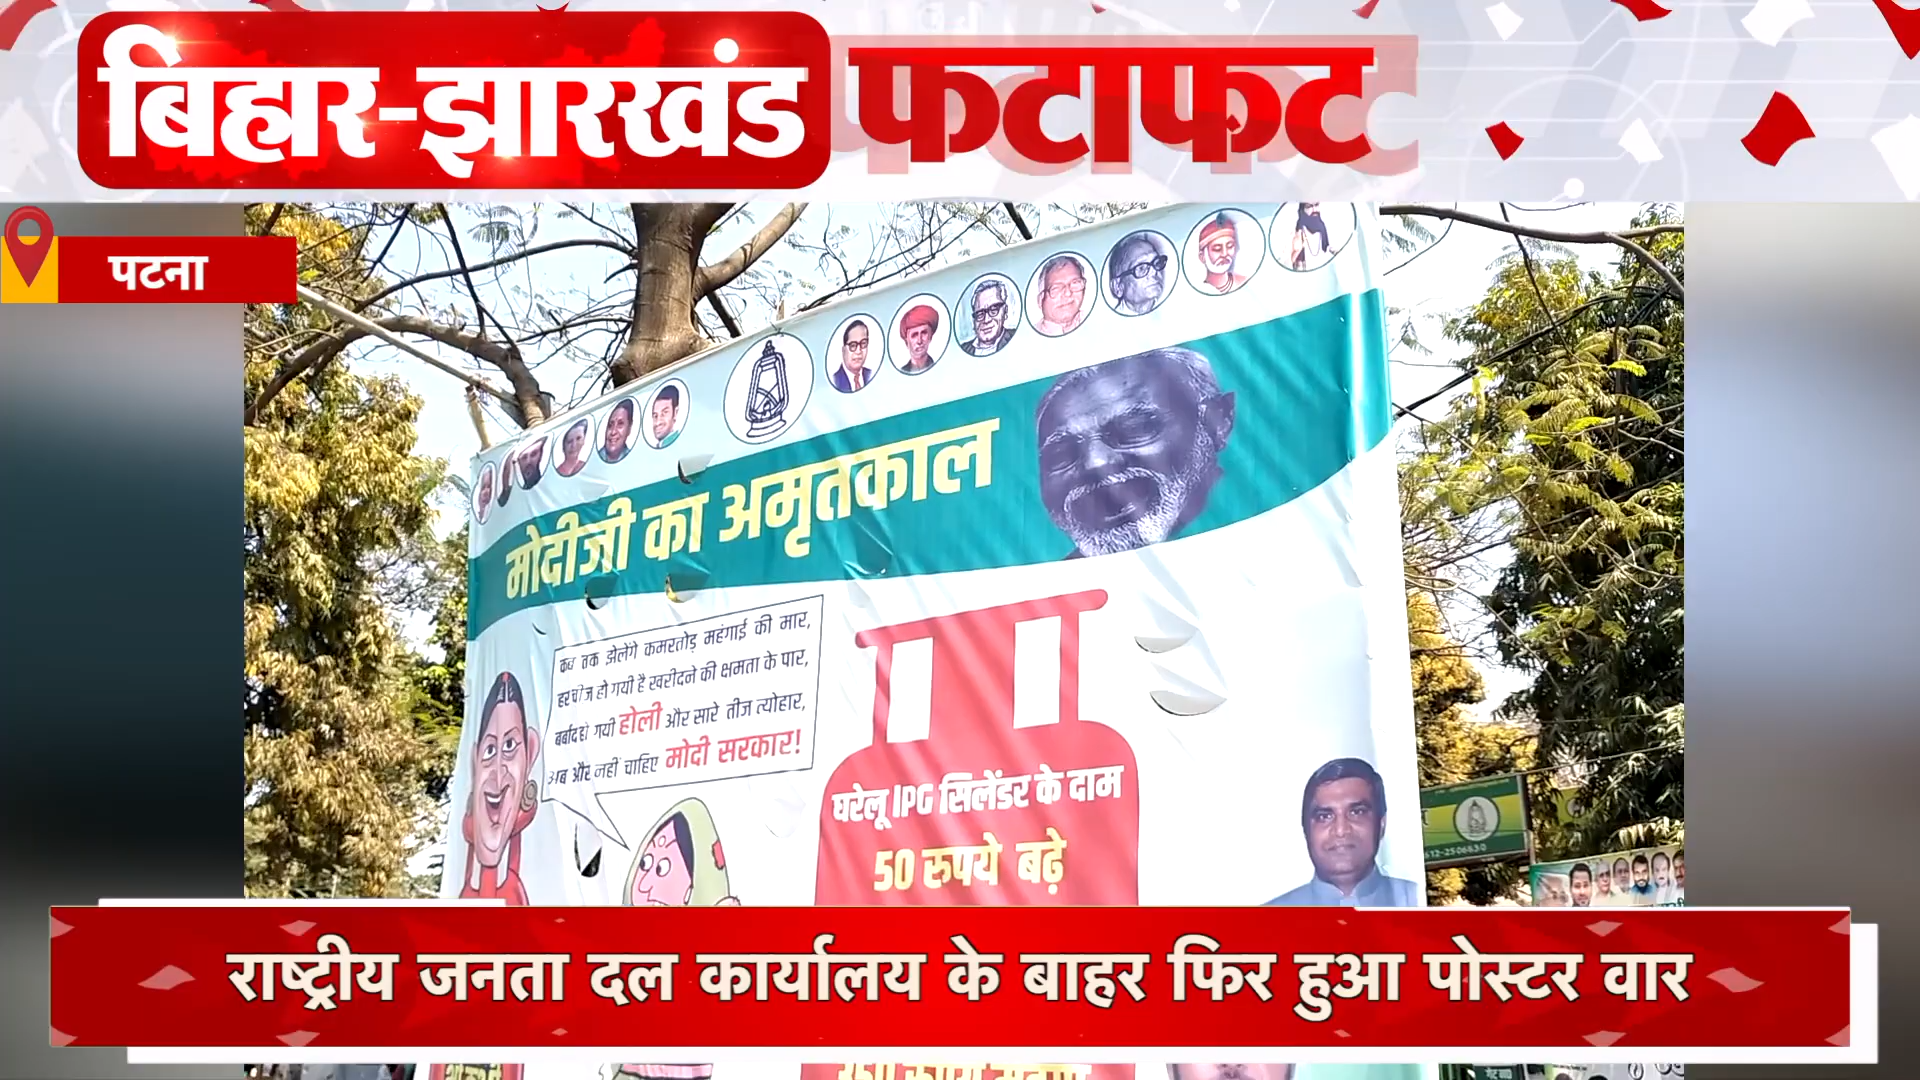 बिहार-झारखंड फटाफट
पटना
मोदीजी का अमृतकाल
कब तक झेलेंगे कमरतोड़ महंगाई की मार,
हर चीज हो गयी है खरीदने की क्षमता के पार,
बर्बाद हो गयी होली और सारे तीज त्योहार,
अब और नहीं चाहिए मोदी सरकार!
घरेलू lPG सिलेंडर के दाम
50 रुपये बढ़े
राष्ट्रीय जनता दल कार्यालय के बाहर फिर हुआ पोस्टर वार